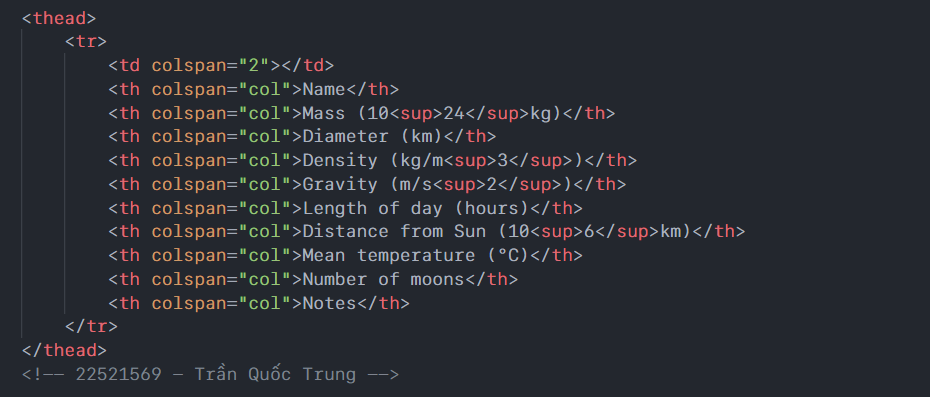 <thead>
<tr>
<td colspan="2"></td>
<th colspan="col">Name</th>
<th colspan="col">Mass (10<sup>24</sup>kg)</th>
<th colspan="col">Diameter (km)</th>
<th colspan="col">Density (kg/m<sup>3</sup>)</th>
<th colspan="col">Gravity (m/s<sup>2</sup>)</th>
<th colspan="col">Length of day (hours)</th>
<th colspan="col">Distance from Sun (10<sup>6</sup>km)</th>
<th colspan="col">Mean temperature (°C)</th>
<th colspan="col">Number of moons</th>
<th colspan="col">Notes</th>
</tr>
</thead>
<!-- 22521569 - Trần Quốc Trung -->